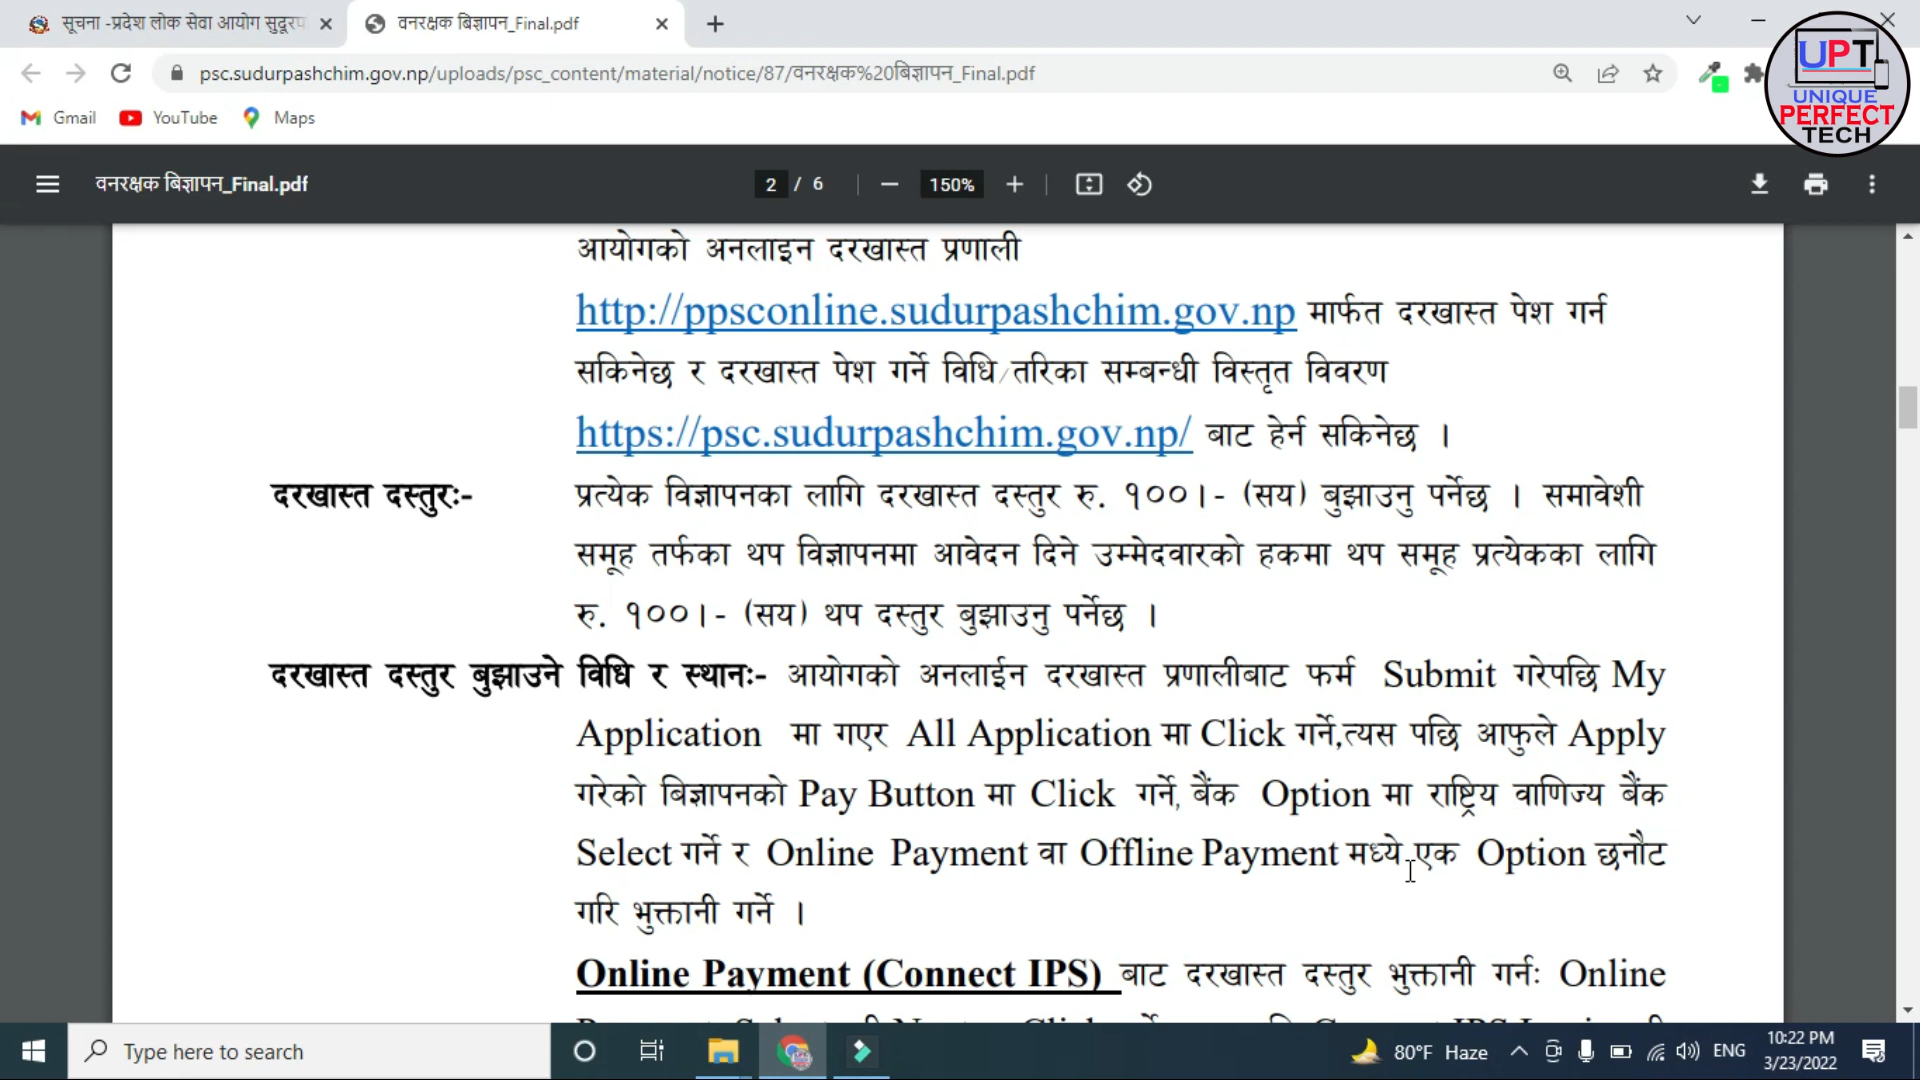 सूचना -प्रदेश लोक सेवा आयोग सुदूरप
वनरक्षक बिज्ञापन_Final.pdf
UPT
UNIQUE
PERFECT
TECH
psc.sudurpashchim.gov.np/uploads/psc_content/material/notice/87/वनरक्षक%20बिज्ञापन_Final.pdf
Gmail YouTube Maps
वनरक्षक बिज्ञापन_Final.pdf 2 / 6 150%
आयोगको अनलाइन दरखास्त प्रणाली
http://ppsconline.sudurpashchim.gov.np मार्फत दरखास्त पेश गर्न
सकिनेछ र दरखास्त पेश गर्ने विधि/तरिका सम्बन्धी विस्तृत विवरण
https://psc.sudurpashchim.gov.np/ बाट हेर्न सकिनेछ ।
दरखास्त दस्तुरः- प्रत्येक विज्ञापनका लागि दरखास्त दस्तुर रु. १००।- (सय) बुझाउनु पर्नेछ । समावेशी
समूह तर्फका थप विज्ञापनमा आवेदन दिने उम्मेदवारको हकमा थप समूह प्रत्येकका लागि
रु. १००।- (सय) थप दस्तुर बुझाउनु पर्नेछ ।
दरखास्त दस्तुर बुझाउने विधि र स्थानः- आयोगको अनलाईन दरखास्त प्रणालीबाट फर्म Submit गरेपछि My
Application मा गएर All Application मा Click गर्ने,त्यस पछि आफुले Apply
गरेको बिज्ञापनको Pay Button मा Click गर्ने, बैंक Option मा राष्ट्रिय वाणिज्य बैंक
Select गर्ने र Online Payment वा Offline Payment मध्ये एक Option छनौट
गरि भुक्तानी गर्ने ।
Online Payment (Connect IPS) बाट दरखास्त दस्तुर भुक्तानी गर्नः Online
Type here to search
80°F Haze
ENG
10:22 PM
3/23/2022